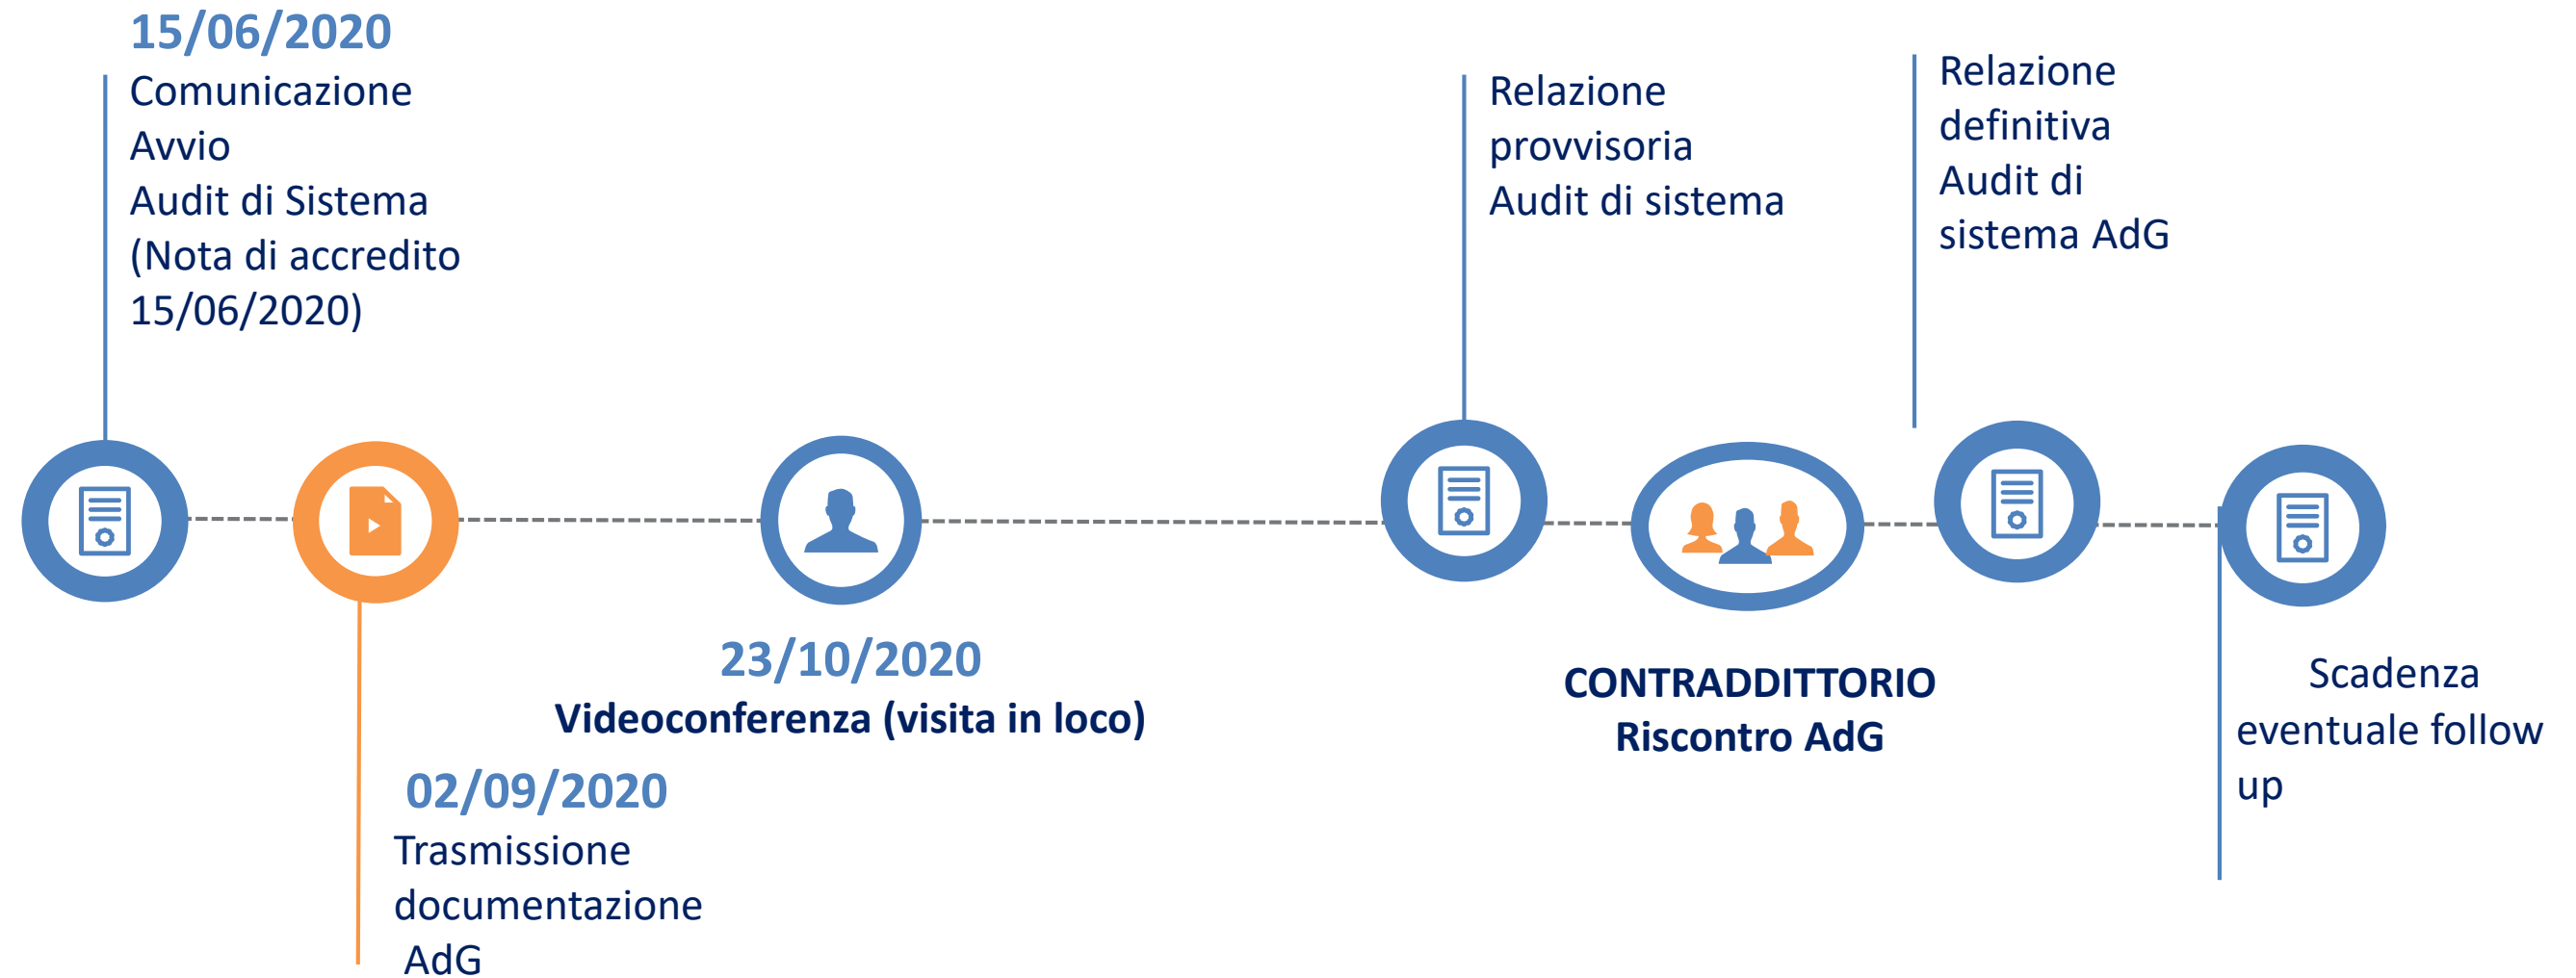 15/06/2020
Comunicazione
Avvio
Audit di Sistema
(Nota di accredito
15/06/2020)
02/09/2020
Trasmissione
documentazione
AdG
23/10/2020
Videoconferenza (visita in loco)
Relazione
provvisoria
Audit di sistema
CONTRADDITTORIO
Riscontro AdG
Relazione
definitiva
Audit di
sistema AdG
Scadenza
eventuale follow
up